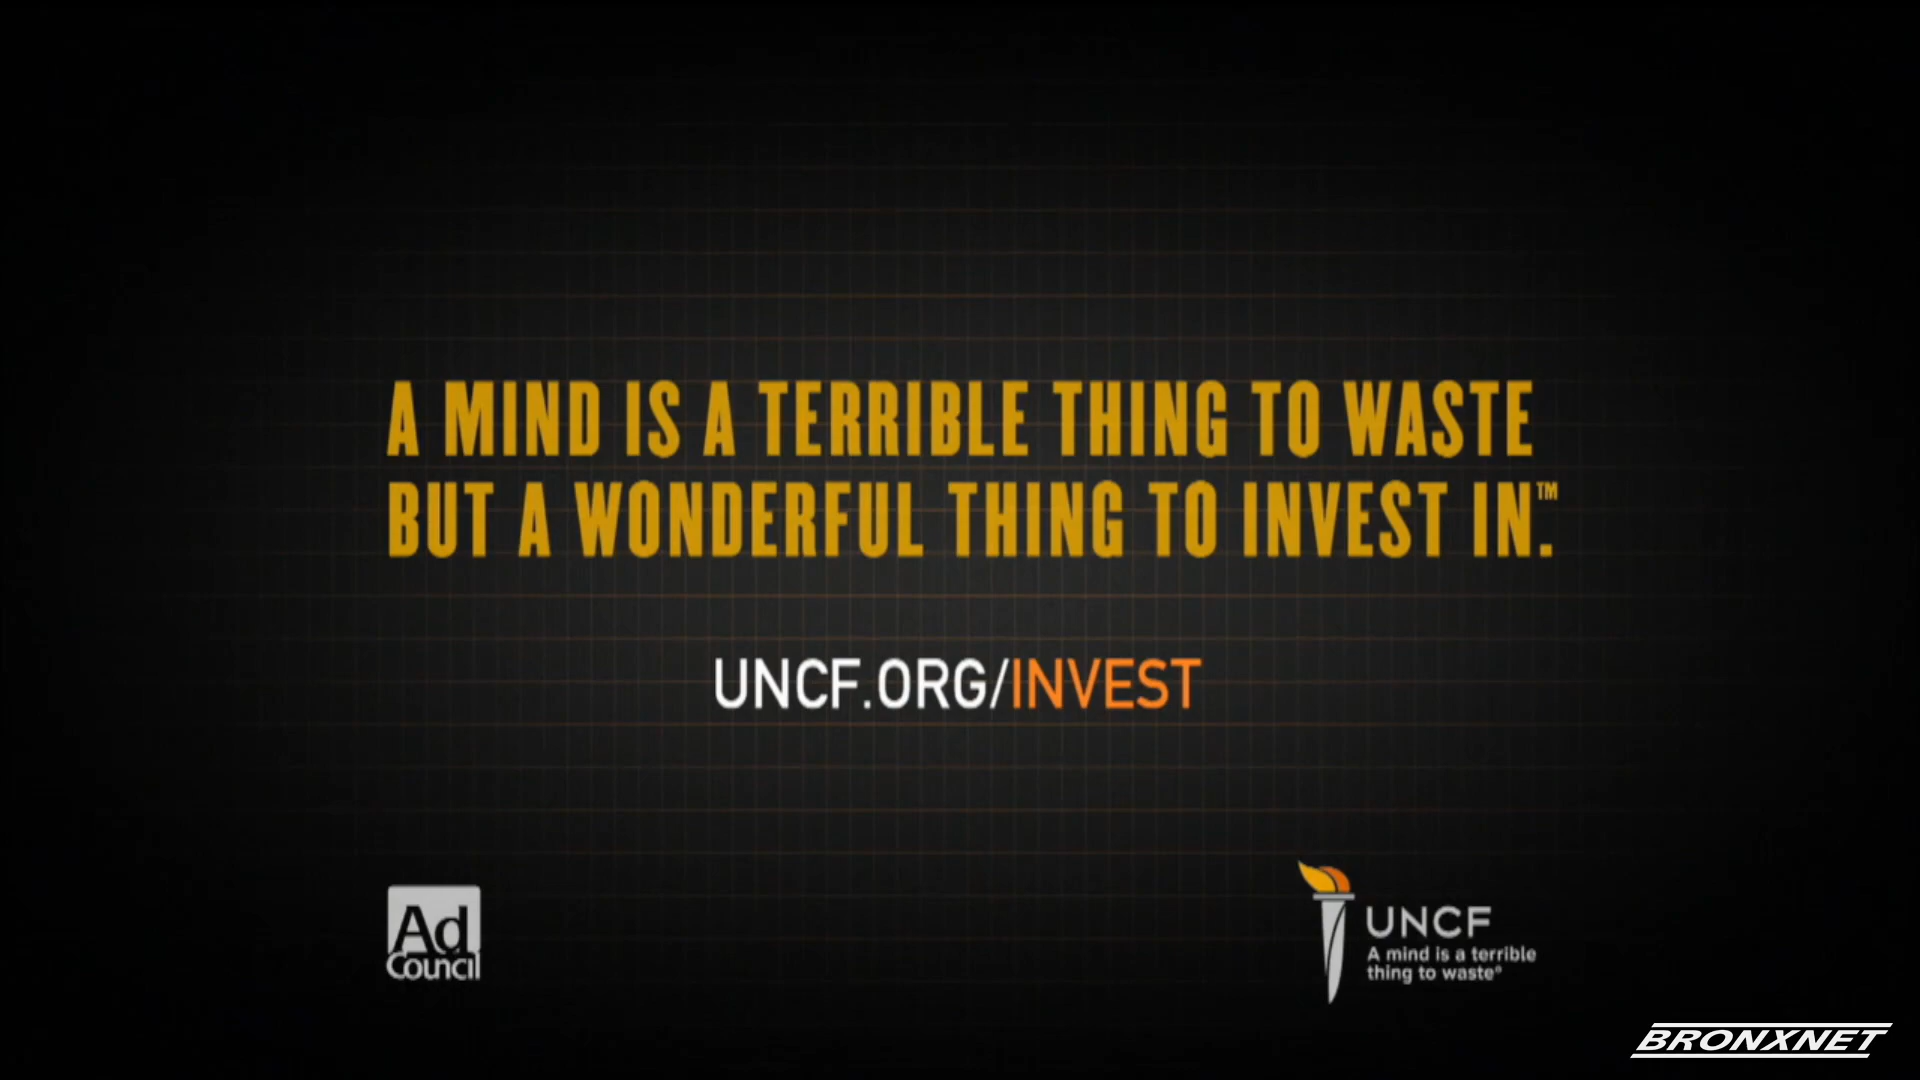 A MIND IS A TERRIBLE THING TO WASTE
BUT A WONDERFUL THING TO INVEST IN.™
UNCF.ORG/INVEST
Ad
Council
UNCF
A mind is a terrible
thing to waste®
BRONXNET